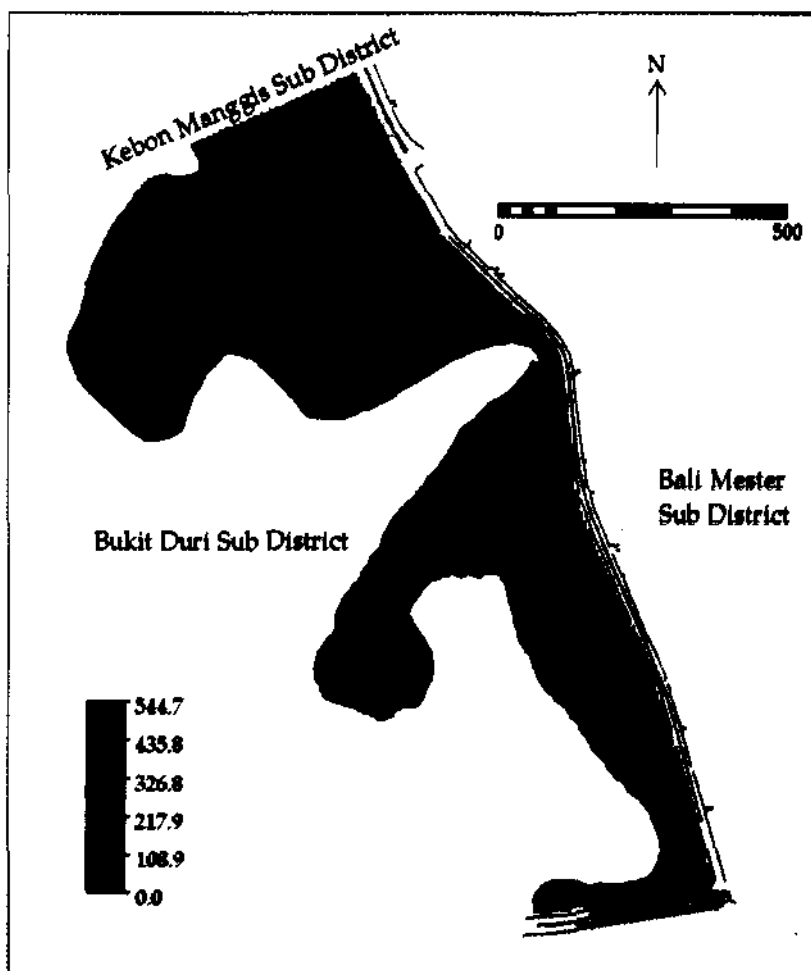 Kebon Manggis Sub District
N
0 500
Bali Mester
Sub District
Bukit Duri Sub District
544.7
435.8
326.8
217.9
108.9
0.0